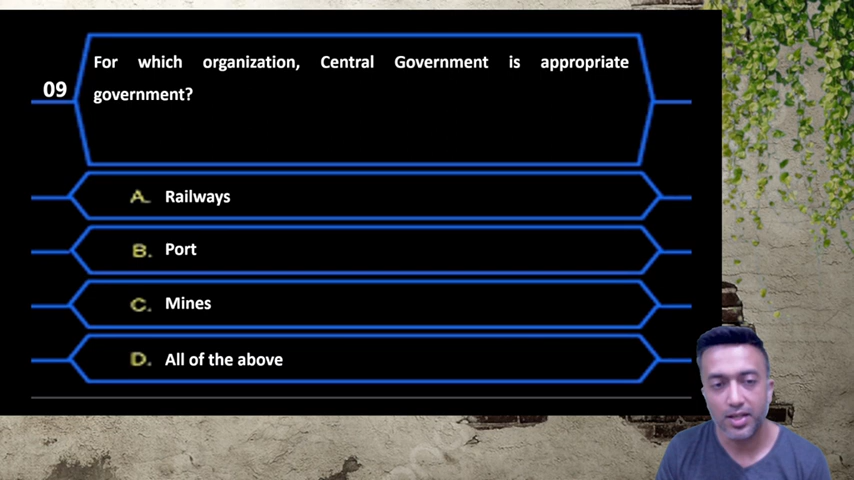 For which organization, Central Government is appropriate
09
government?
A. Railways
B. Port
C. Mines
D. All of the above